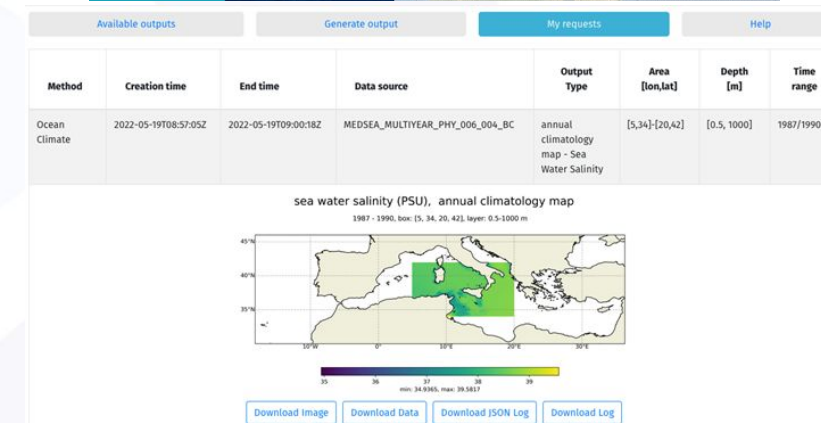 Available outputs
Generate output
My requests
Help
Method
Creation time
End time
Data source
Output
Type
Area
[lon,lat]
Depth
[m]
Time
range
Ocean
Climate
2022-05-19T08:57:05Z
2022-05-19T09:00:18Z
MEDSEA_MULTIYEAR_PHY_006_004_BC
annual
climatology
map - Sea
Water Salinity
[5,34]-[20,42]
[0.5, 1000]
1987/1990
sea water salinity (PSU), annual climatology map
1987 - 1990, box: [5, 34, 20, 42], layer: 0.5-1000 m
45°N
40°N
35°N
10°W 0° 10°E 20°E 30°E
35 36 37 38 39
min: 34.9365, max: 39.5817
Download Image
Download Data
Download JSON Log
Download Log